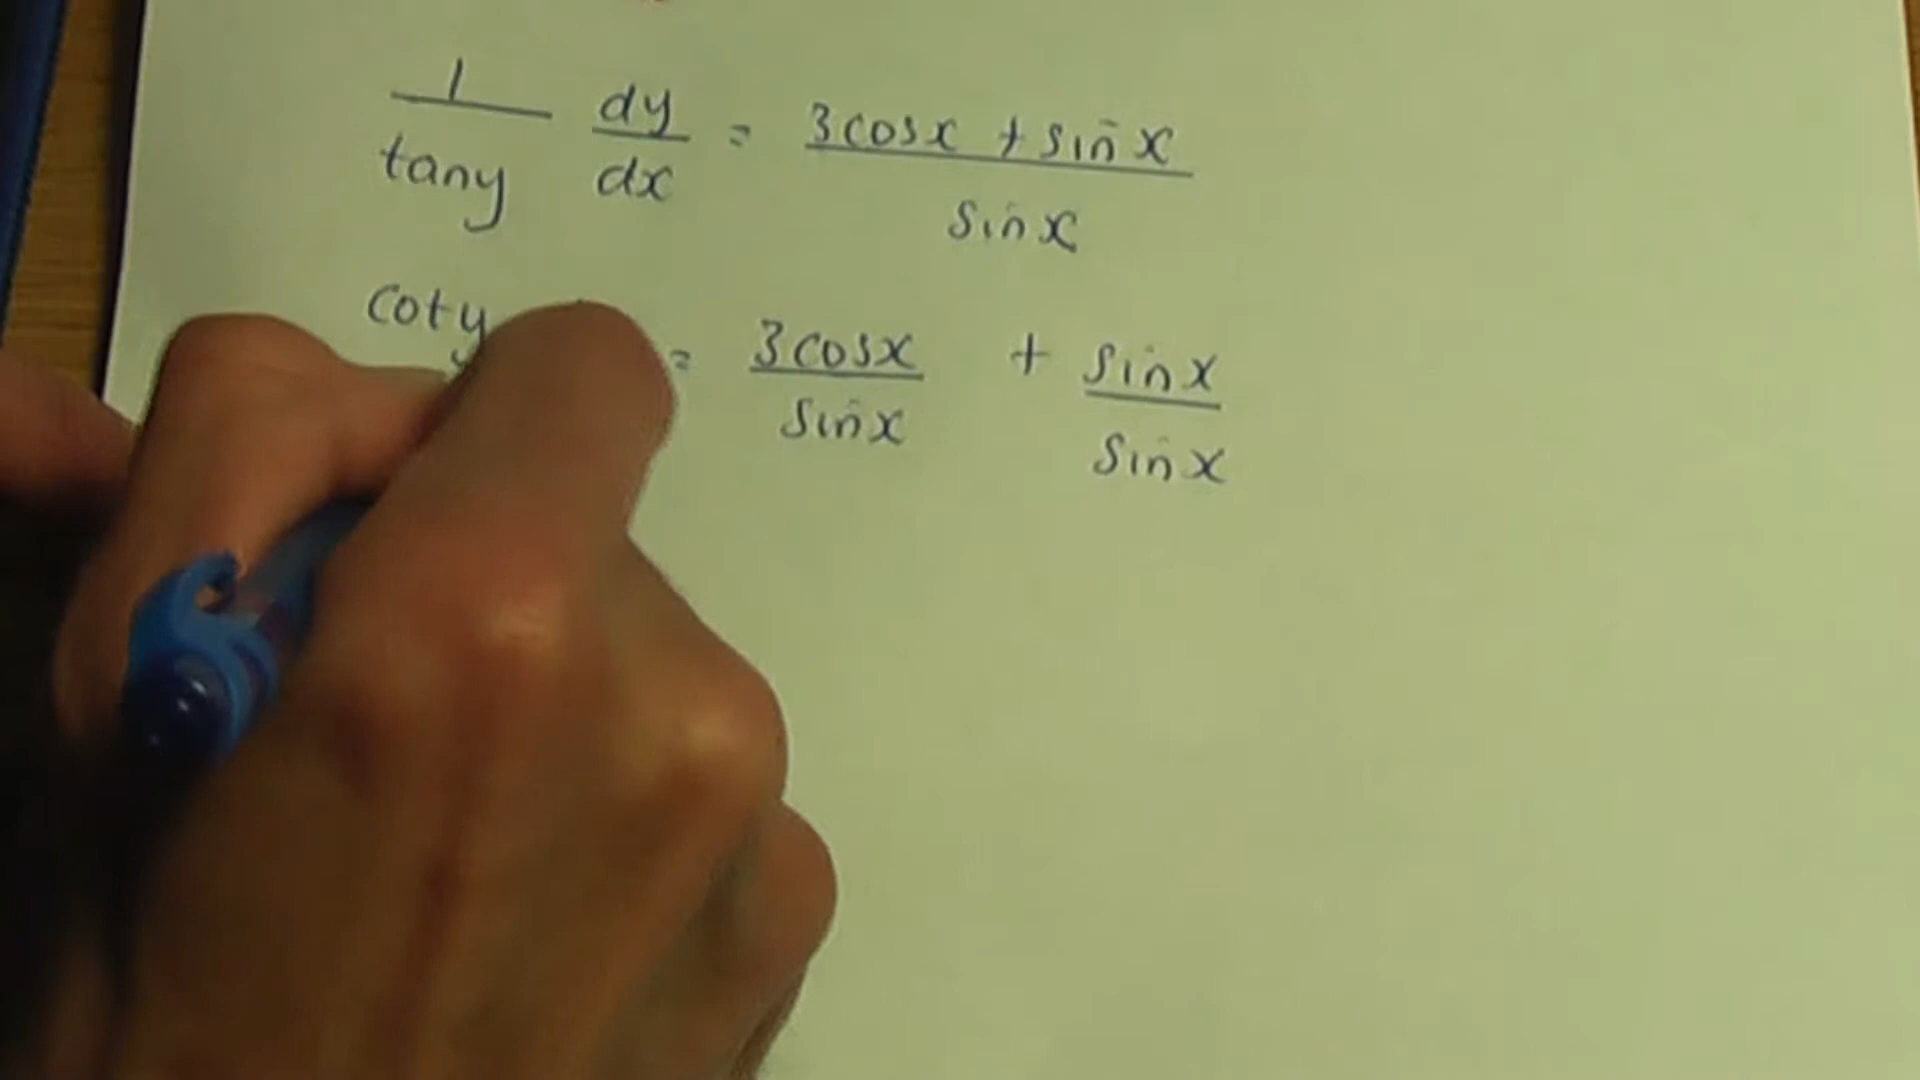 1/tany dy/dx = (3cosx + sinx)/sinx
coty = 3cosx/sinx + sinx/sinx